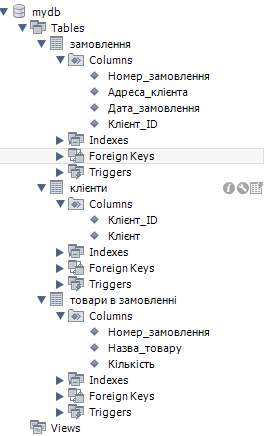 mydb
Tables
замовлення
Columns
Номер_замовлення
Адреса_клієнта
Дата_замовлення
Клієнт_ID
Indexes
Foreign Keys
Triggers
клієнти
Columns
Клієнт_ID
Клієнт
Indexes
Foreign Keys
Triggers
товари в замовленні
Columns
Номер_замовлення
Назва_товару
Кількість
Indexes
Foreign Keys
Triggers
Views